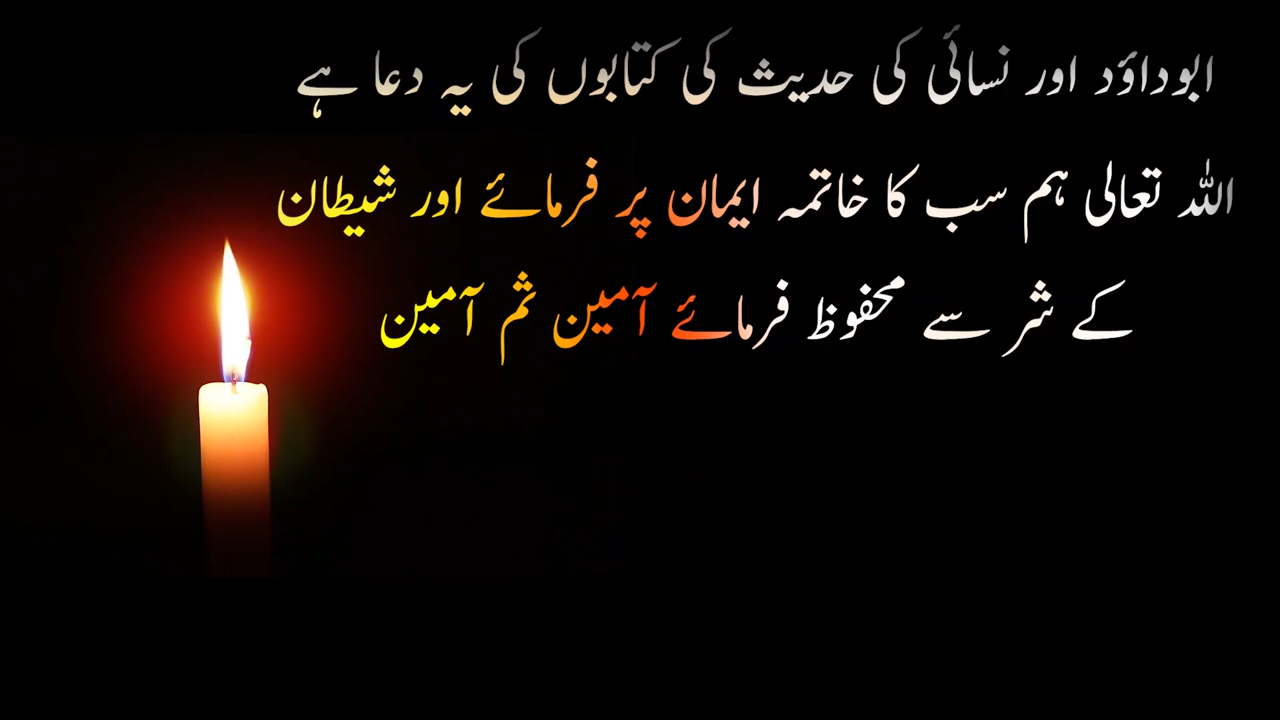 ابوداؤد اور نسائی کی حدیث کی کتابوں کی یہ دعا ہے
اللہ تعالی ہم سب کا خاتمہ ایمان پر فرمائے اور شیطان
کے شر سے محفوظ فرمائے آمین ثم آمین